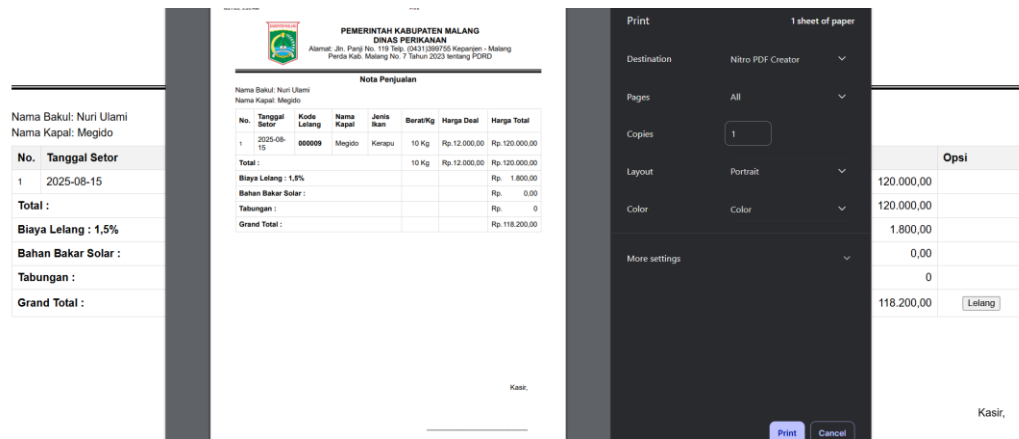 PEMERINTAH KABUPATEN MALANG
DINAS PERIKANAN
Alamat: Jln. Panji No. 119 Telp. (0431)399755 Kepanjen - Malang
Perda Kab. Malang No. 7 Tahun 2023 tentang PDRD
Nota Penjualan
Nama Bakul: Nuri Ulami
Nama Kapal: Megido
No. Tanggal Setor Kode Lelang Nama Kapal Jenis Ikan Berat/Kg Harga Deal Harga Total
1 2025-08-15 000009 Megido Kerapu 10 Kg Rp.12.000,00 Rp.120.000,00
Total : 10 Kg Rp.12.000,00 Rp.120.000,00
Biaya Lelang : 1,5% Rp. 1.800,00
Bahan Bakar Solar : Rp. 0,00
Tabungan : Rp. 0
Grand Total : Rp.118.200,00
Kasir,
Print 1 sheet of paper
Destination Nitro PDF Creator
Pages All
Copies 1
Layout Portrait
Color Color
More settings
Print Cancel
Nama Bakul: Nuri Ulami
Nama Kapal: Megido
No. Tanggal Setor Opsi
1 2025-08-15 120.000,00
Total : 120.000,00
Biaya Lelang : 1,5% 1.800,00
Bahan Bakar Solar : 0,00
Tabungan : 0
Grand Total : 118.200,00 Lelang
Kasir,